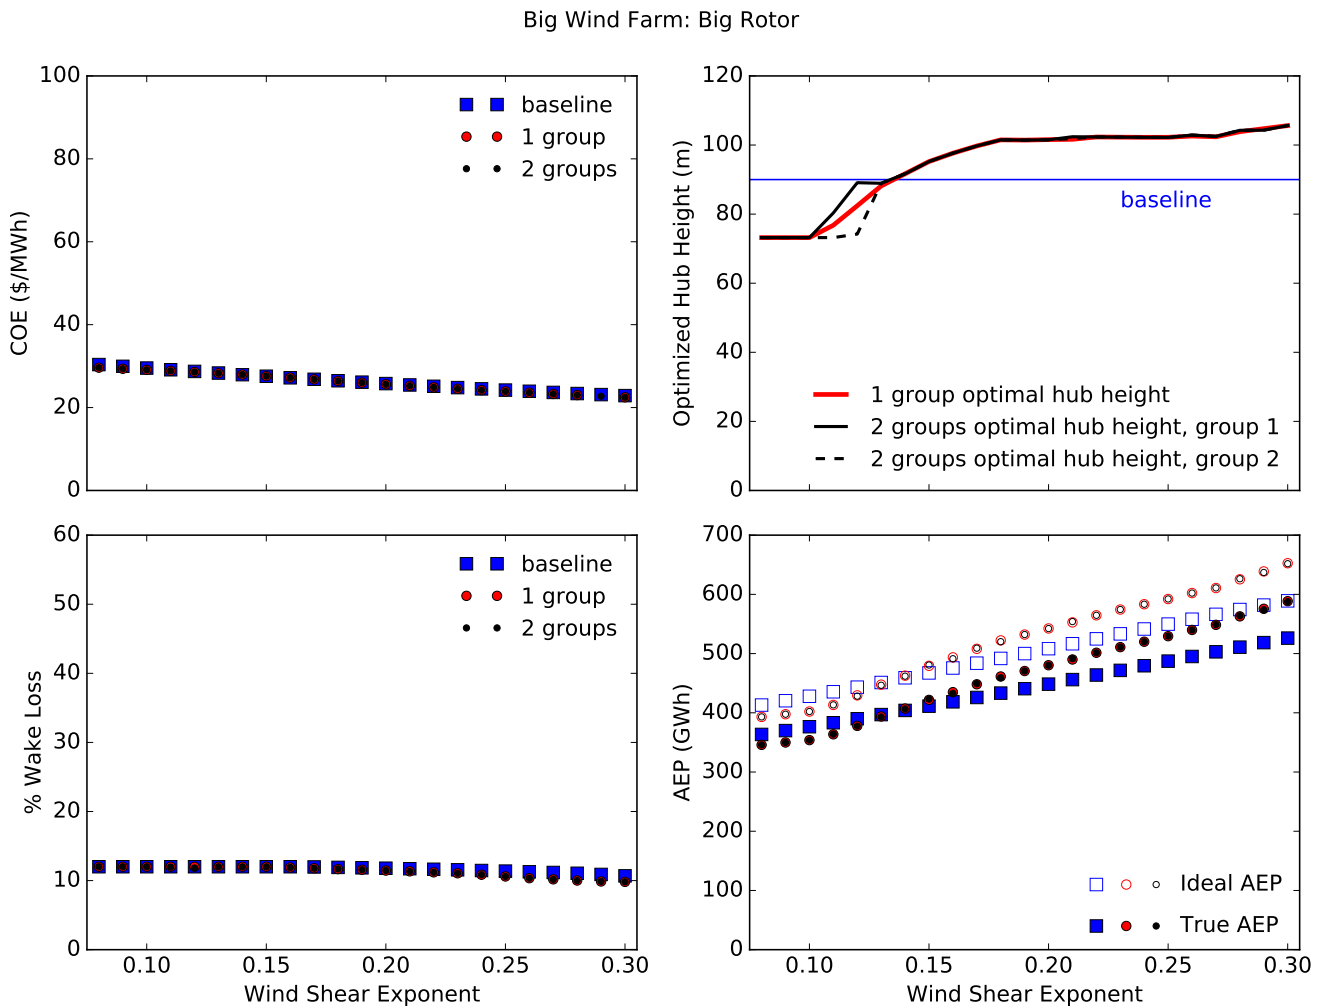 Big Wind Farm: Big Rotor
COE ($/MWh)
100
80
60
40
20
0
baseline
1 group
2 groups
Optimized Hub Height (m)
120
100
80
60
40
20
0
baseline
1 group optimal hub height
2 groups optimal hub height, group 1
2 groups optimal hub height, group 2
% Wake Loss
60
50
40
30
20
10
0
baseline
1 group
2 groups
0.10 0.15 0.20 0.25 0.30
Wind Shear Exponent
AEP (GWh)
700
600
500
400
300
200
100
0
Ideal AEP
True AEP
0.10 0.15 0.20 0.25 0.30
Wind Shear Exponent